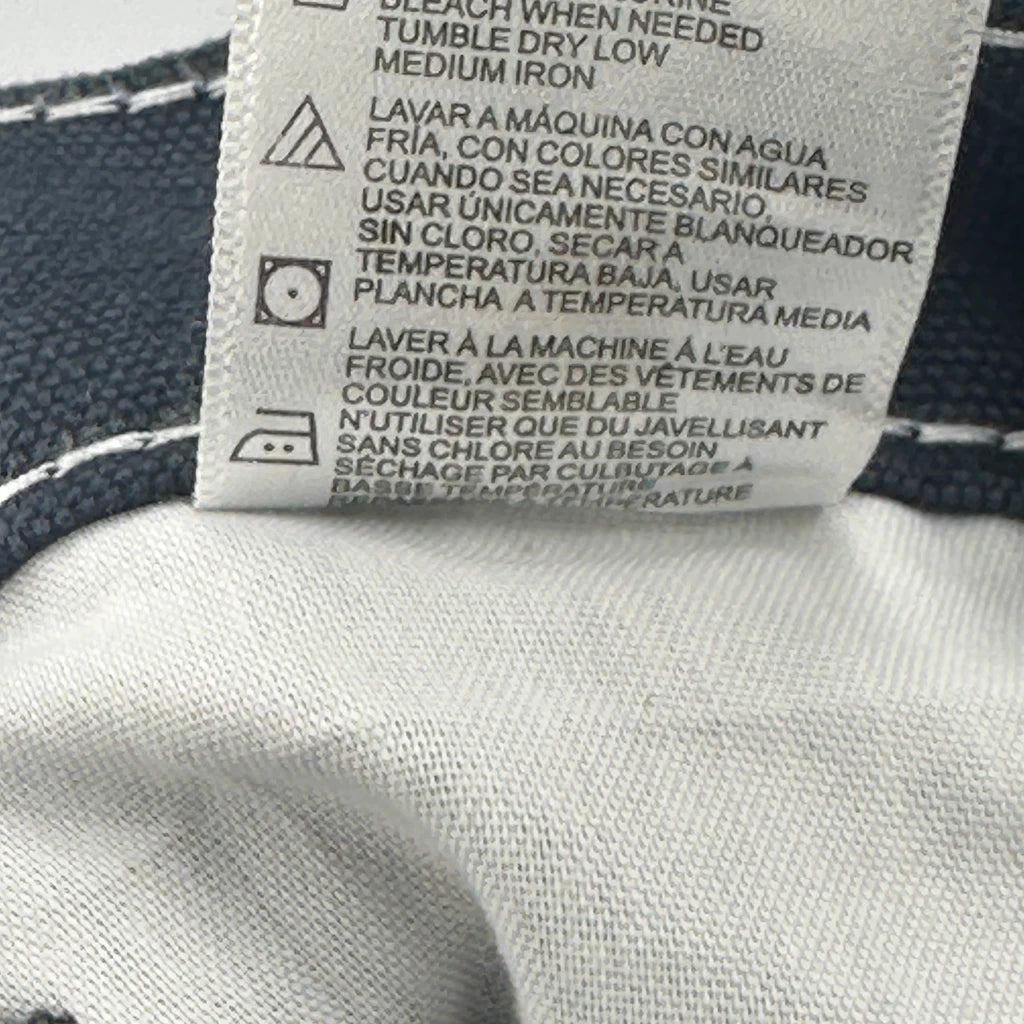 BLEACH WHEN NEEDED
TUMBLE DRY LOW
MEDIUM IRON
LAVAR A MÁQUINA CON AGUA
FRÍA, CON COLORES SIMILARES
CUANDO SEA NECESARIO,
USAR ÚNICAMENTE BLANQUEADOR
SIN CLORO, SECAR A
TEMPERATURA BAJA, USAR
PLANCHA A TEMPERATURA MEDIA
LAVER À LA MACHINE À L'EAU
FROIDE, AVEC DES VÊTEMENTS DE
COULEUR SEMBLABLE
N'UTILISER QUE DU JAVELLISANT
SANS CHLORE AU BESOIN
SÉCHAGE PAR CULBUTAGE À
BASSE TEMPÉRATURE